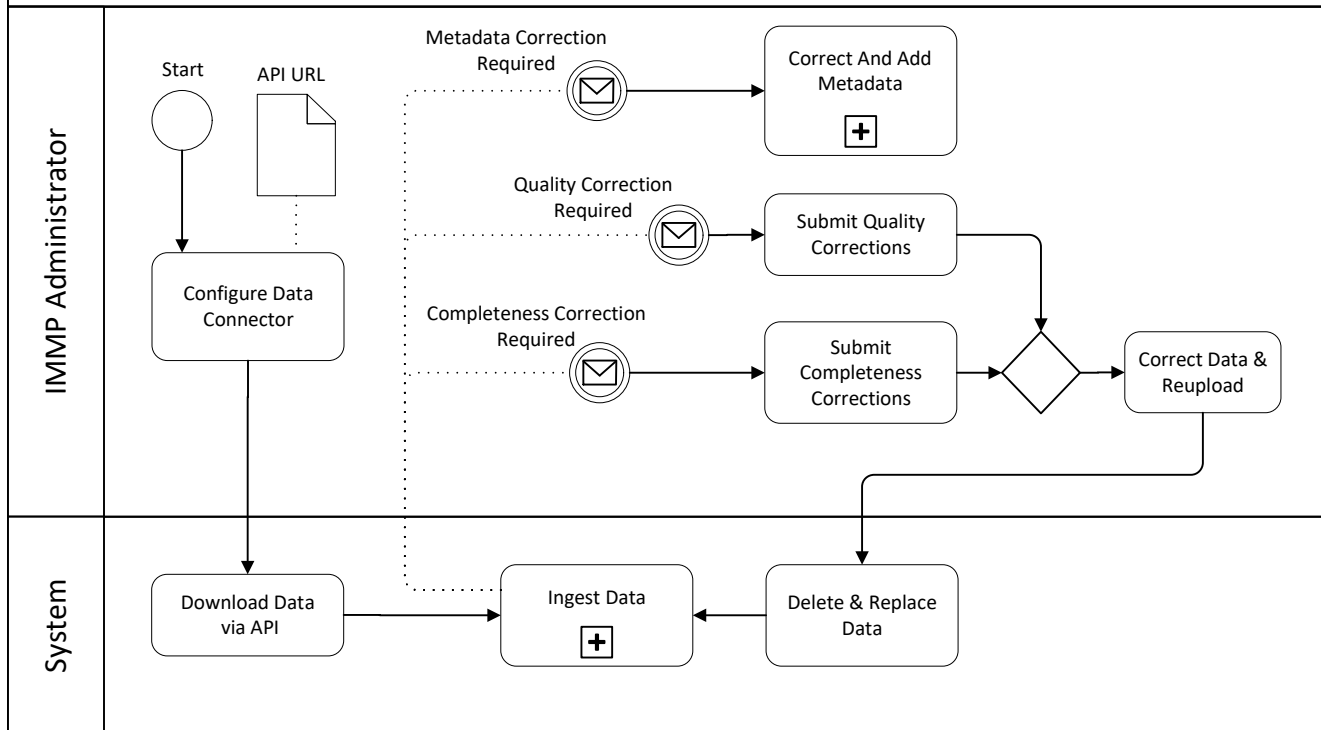 IMMP Administrator
Start
API URL
Configure Data
Connector
Metadata Correction
Required
Correct And Add
Metadata
Quality Correction
Required
Submit Quality
Corrections
Completeness Correction
Required
Submit
Completeness
Corrections
Correct Data &
Reupload
System
Download Data
via API
Ingest Data
Delete & Replace
Data